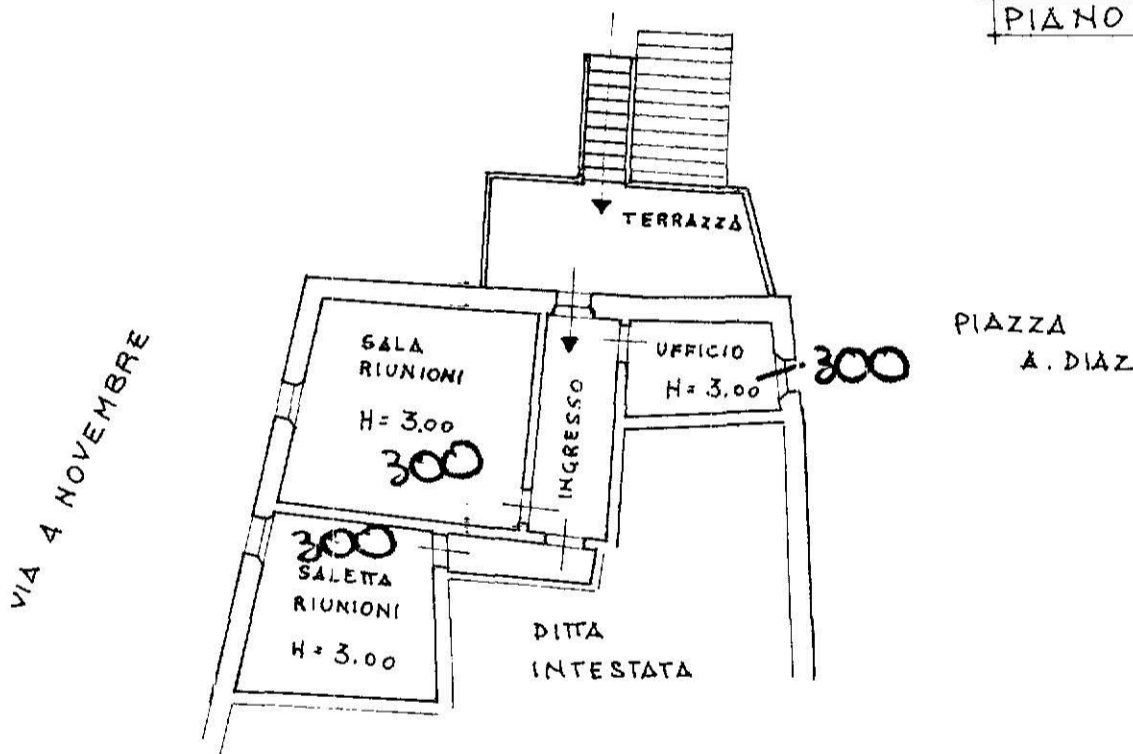 PIANO
TERRAZZA
SALA
RIUNIONI
H = 3.00
300
INGRESSO
UFFICIO
H = 3.00
300
PIAZZA
A. DIAZ
VIA 4 NOVEMBRE
300
SALETTA
RIUNIONI
H = 3.00
DITTA
INTESTATA